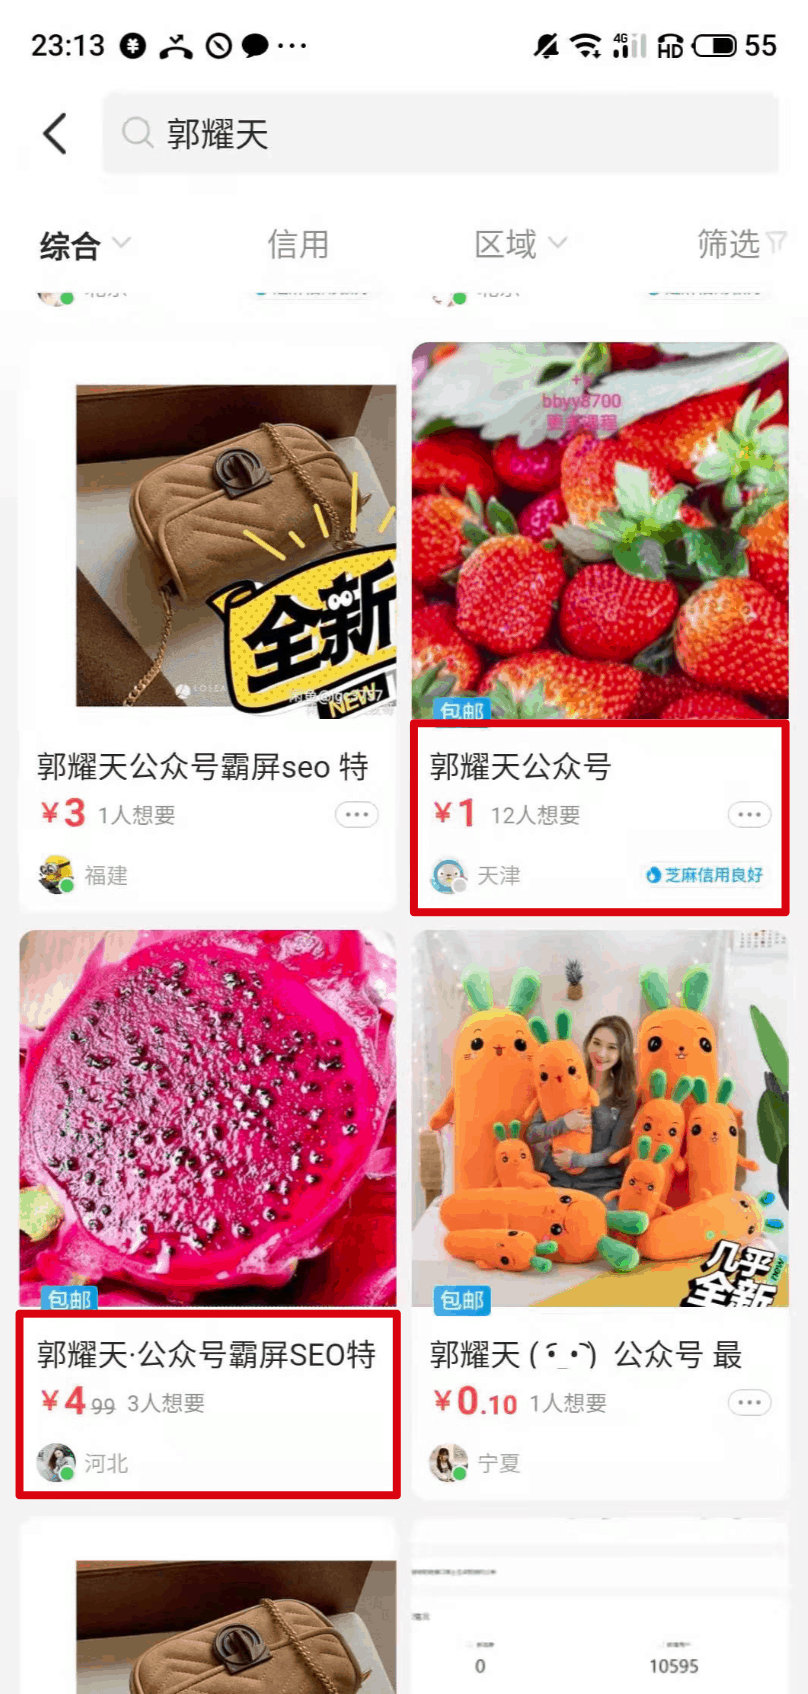 23:13
4G
HD
55
郭耀天
综合
信用
区域
筛选
+v
bbyy8700
更多课程
全新
NEW
包邮
郭耀天公众号霸屏seo 特
¥3 1人想要
福建
郭耀天公众号
¥1 12人想要
天津
芝麻信用良好
包邮
郭耀天·公众号霸屏SEO特
¥4 99 3人想要
河北
几乎
全新
new
包邮
郭耀天 ( •̆_•̆ ) 公众号 最
¥0.10 1人想要
宁夏
0
10595